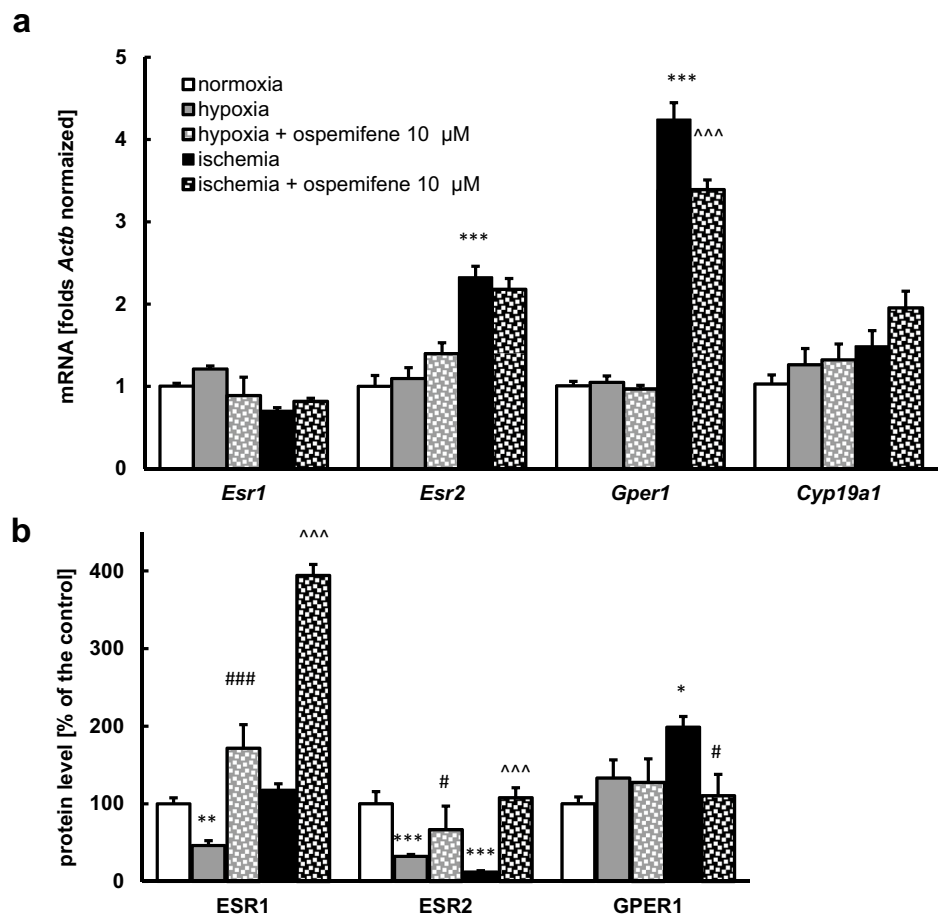 a
mRNA [folds Actb normaized]
5
4
3
2
1
0
normoxia
hypoxia
hypoxia + ospemifene 10 µM
ischemia
ischemia + ospemifene 10 µM
***
***
^^^
Esr1 Esr2 Gper1 Cyp19a1
b
protein level [% of the control]
400
300
200
100
0
**
###
^^^
***
#
***
^^^
*
#
ESR1 ESR2 GPER1